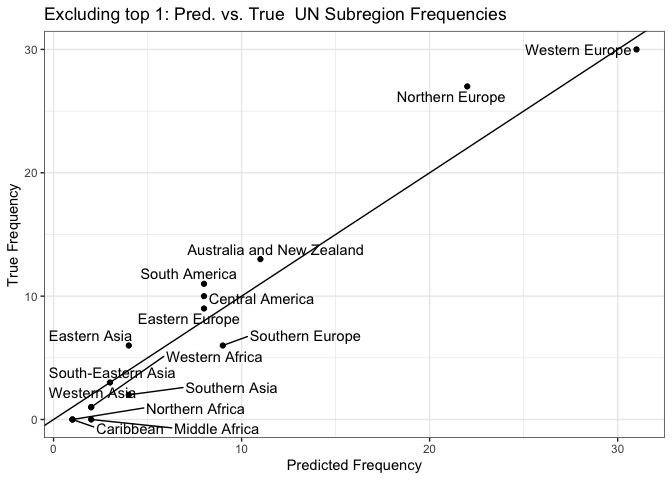 Excluding top 1: Pred. vs. True  UN Subregion Frequencies
30
Western Europe
Northern Europe
20
Australia and New Zealand
South America
10
Central America
Eastern Europe
Eastern Asia
Southern Europe
Western Africa
South-Eastern Asia
Southern Asia
Western Asia
Northern Africa
0
Caribbean
Middle Africa
0
10
20
30
Predicted Frequency
True Frequency